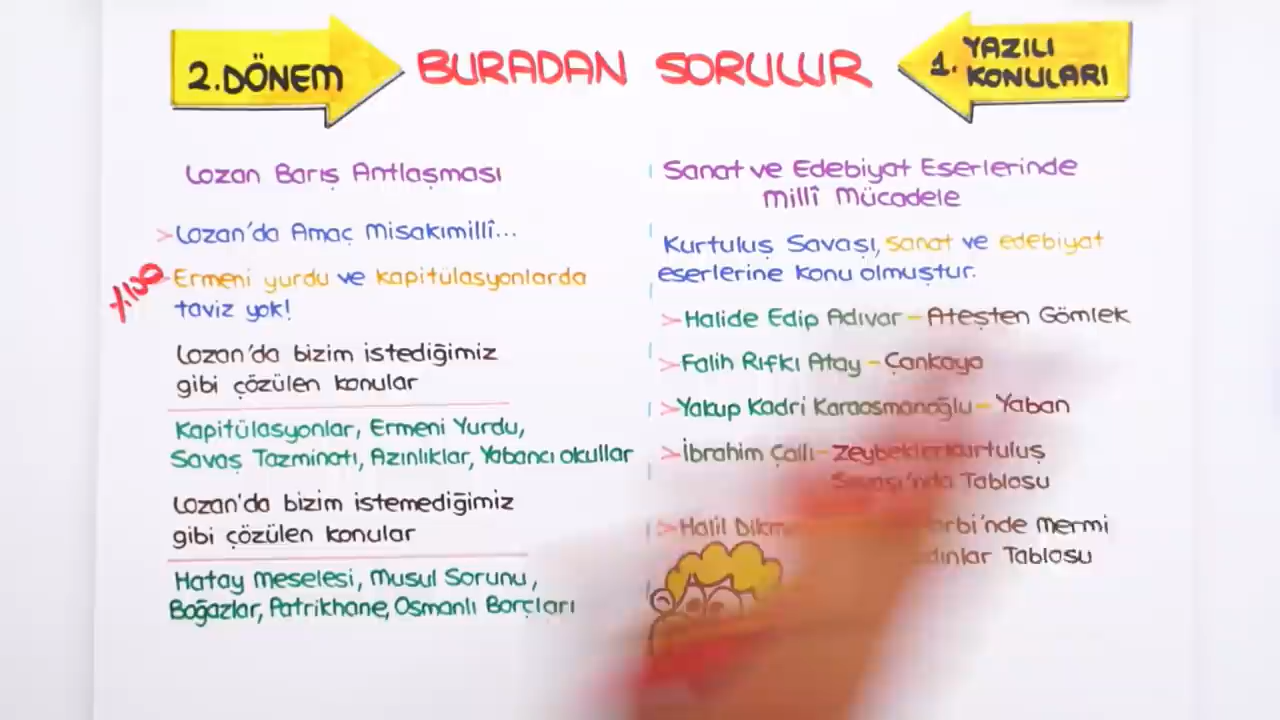 2. DÖNEM
BURADAN SORULUR
1. YAZILI
KONULARI
Lozan Barış Antlaşması
>Lozan'da Amaç Misakımillî...
%100
>Ermeni yurdu ve kapitülasyonlarda
taviz yok!
Lozan'da bizim istediğimiz
gibi çözülen konular
Kapitülasyonlar, Ermeni Yurdu,
Savaş Tazminatı, Azınlıklar, Yabancı okullar
Lozan'da bizim istemediğimiz
gibi çözülen konular
Hatay Meselesi, Musul Sorunu,
Boğazlar, Patrikhane, Osmanlı Borçları
Sanat ve Edebiyat Eserlerinde
Millî Mücadele
Kurtuluş Savaşı, sanat ve edebiyat
eserlerine konu olmuştur.
>Halide Edip Adıvar - Ateşten Gömlek
>Falih Rıfkı Atay - Çankaya
>Yakup Kadri Karaosmanoğlu - Yaban
>İbrahim Çallı - Zeybekler Kurtuluş
Savaşı'nda Tablosu
>Halil Dikm arbi'nde Mermi
dınlar Tablosu